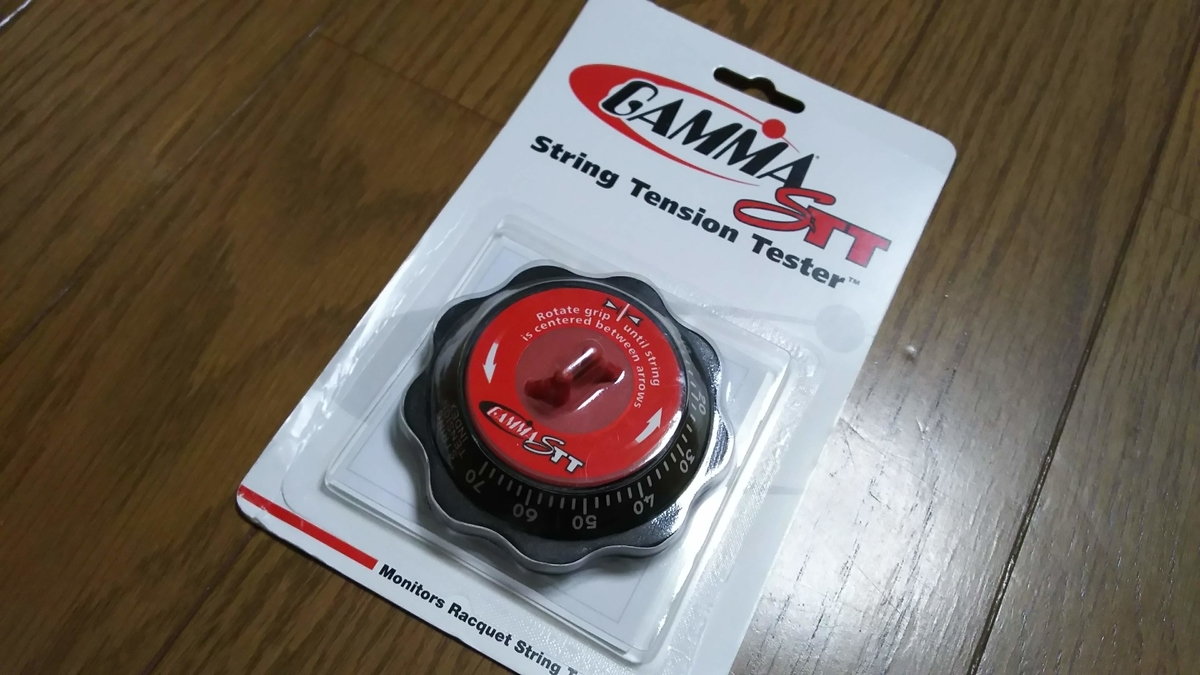 GAMMA
STT
String Tension Tester™
Rotate grip until string
is centered between arrows
GAMMA STT
20
30
40
50
60
70
Monitors Racquet String